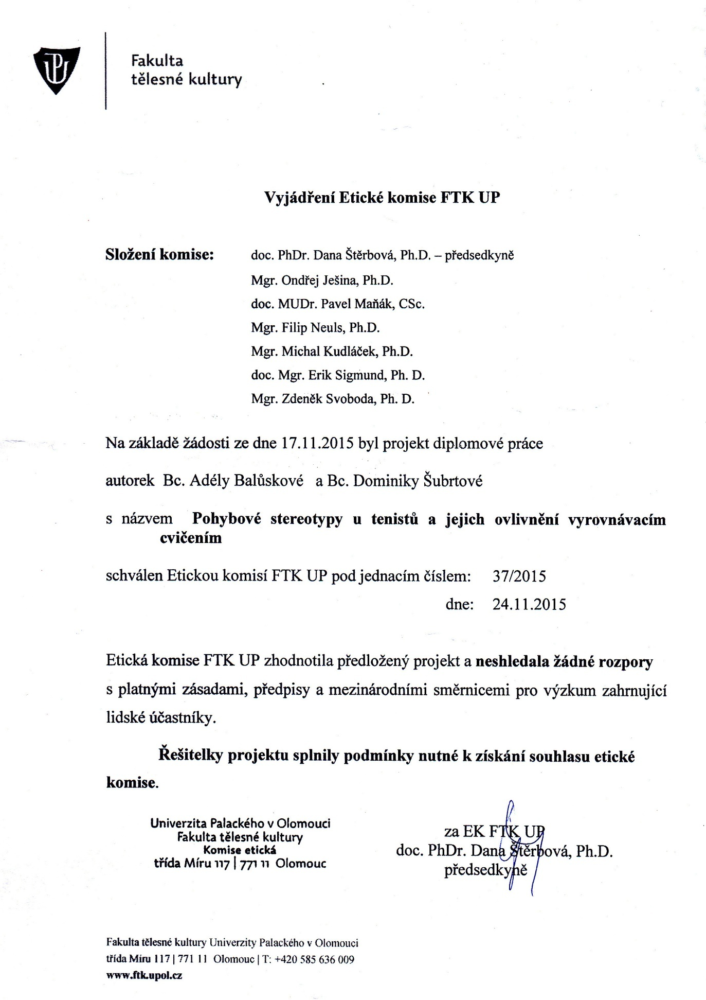 UP
Fakulta
tělesné kultury
Vyjádření Etické komise FTK UP
Složení komise: doc. PhDr. Dana Štěrbová, Ph.D. – předsedkyně
Mgr. Ondřej Ješina, Ph.D.
doc. MUDr. Pavel Maňák, CSc.
Mgr. Filip Neuls, Ph.D.
Mgr. Michal Kudláček, Ph.D.
doc. Mgr. Erik Sigmund, Ph. D.
Mgr. Zdeněk Svoboda, Ph. D.
Na základě žádosti ze dne 17.11.2015 byl projekt diplomové práce
autorek Bc. Adély Balůskové a Bc. Dominiky Šubrtové
s názvem Pohybové stereotypy u tenistů a jejich ovlivnění vyrovnávacím
cvičením
schválen Etickou komisí FTK UP pod jednacím číslem: 37/2015
dne: 24.11.2015
Etická komise FTK UP zhodnotila předložený projekt a neshledala žádné rozpory
s platnými zásadami, předpisy a mezinárodními směrnicemi pro výzkum zahrnující
lidské účastníky.
Řešitelky projektu splnily podmínky nutné k získání souhlasu etické
komise.
Univerzita Palackého v Olomouci
Fakulta tělesné kultury
Komise etická
třída Míru 117 | 771 11 Olomouc
za EK FTK UP
doc. PhDr. Dana Štěrbová, Ph.D.
předsedkyně
Fakulta tělesné kultury Univerzity Palackého v Olomouci
třída Míru 117 | 771 11 Olomouc | T: +420 585 636 009
www.ftk.upol.cz